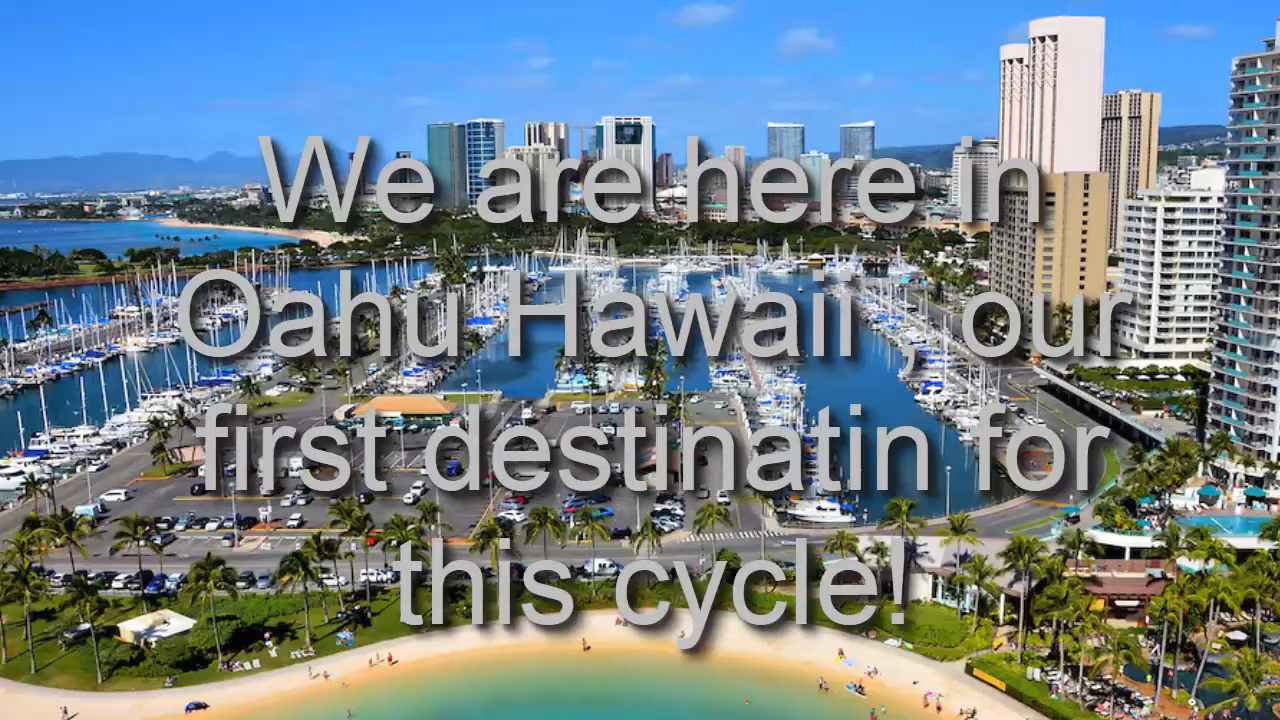 We are here in
Oahu Hawaii  our
first destinatin for
this cycle!